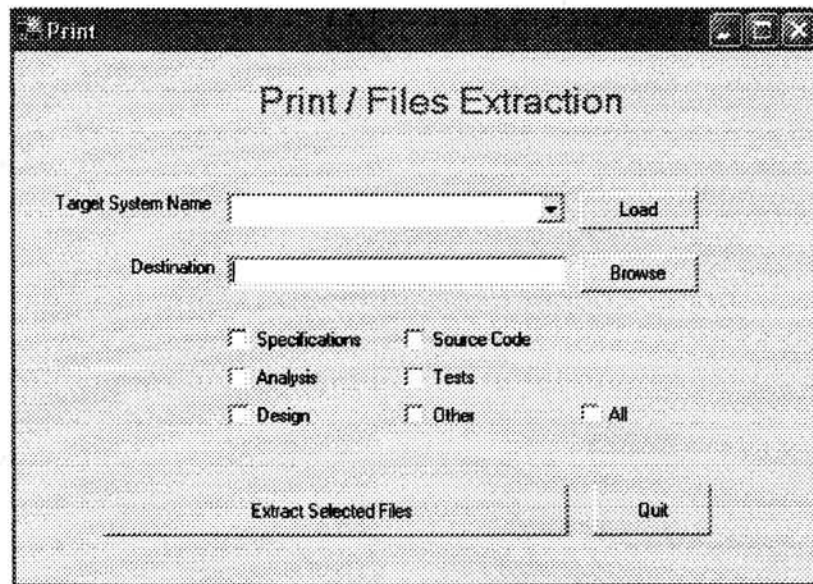 Print
Print / Files Extraction
Target System Name
Load
Destination
Browse
Specifications Source Code
Analysis Tests
Design Other All
Extract Selected Files Quit